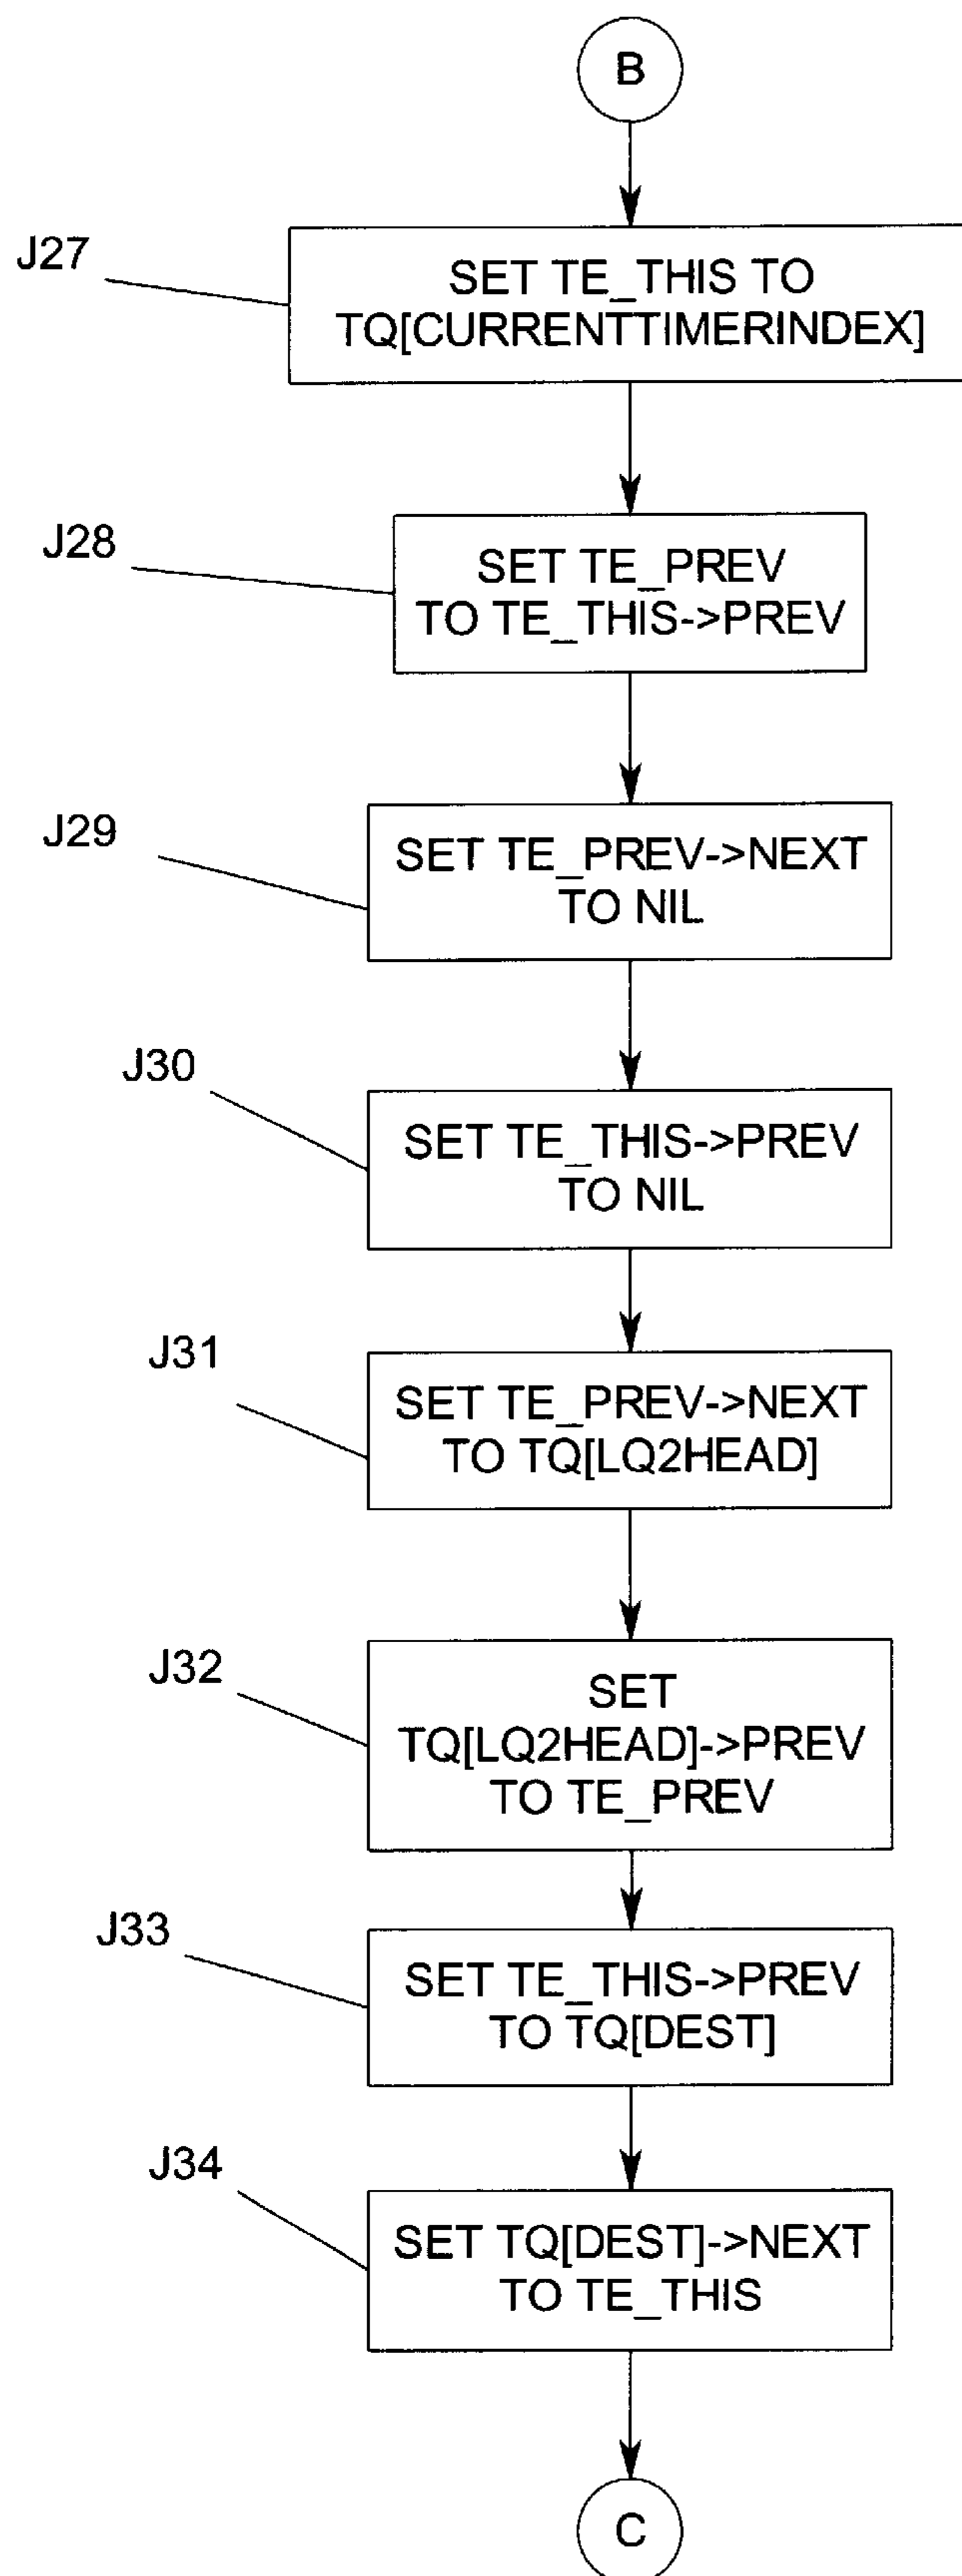 B
J27
SET TE_THIS TO
TQ[CURRENTTIMERINDEX]
J28
SET TE_PREV
TO TE_THIS->PREV
J29
SET TE_PREV->NEXT
TO NIL
J30
SET TE_THIS->PREV
TO NIL
J31
SET TE_PREV->NEXT
TO TQ[LQ2HEAD]
J32
SET
TQ[LQ2HEAD]->PREV
TO TE_PREV
J33
SET TE_THIS->PREV
TO TQ[DEST]
J34
SET TQ[DEST]->NEXT
TO TE_THIS
C